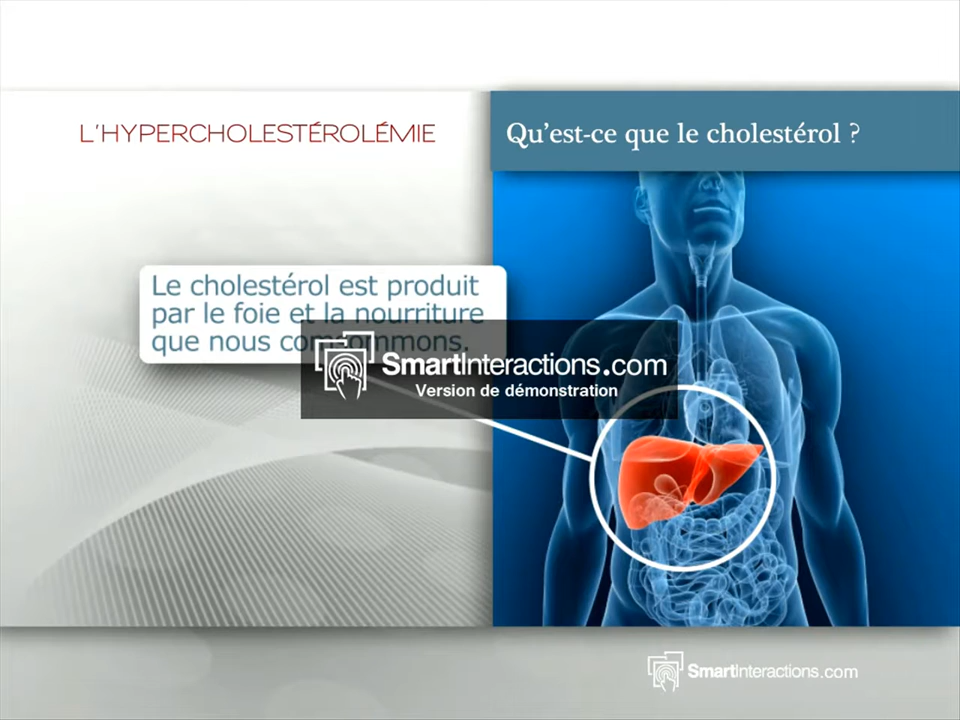 L'HYPERCHOLESTÉROLÉMIE
Qu'est-ce que le cholestérol ?
Le cholestérol est produit
par le foie et la nourriture
que nous consommons.
SmartInteractions.com
Version de démonstration
SmartInteractions.com